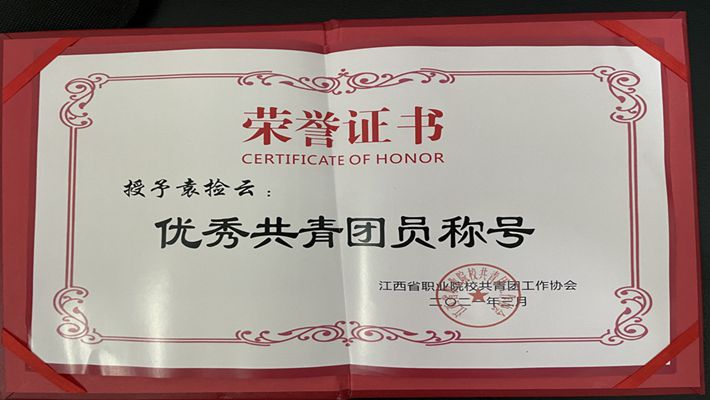 荣誉证书
CERTIFICATE OF HONOR
授予袁捡云：
优秀共青团员称号
江西省职业院校共青团工作协会
二〇二一年三月